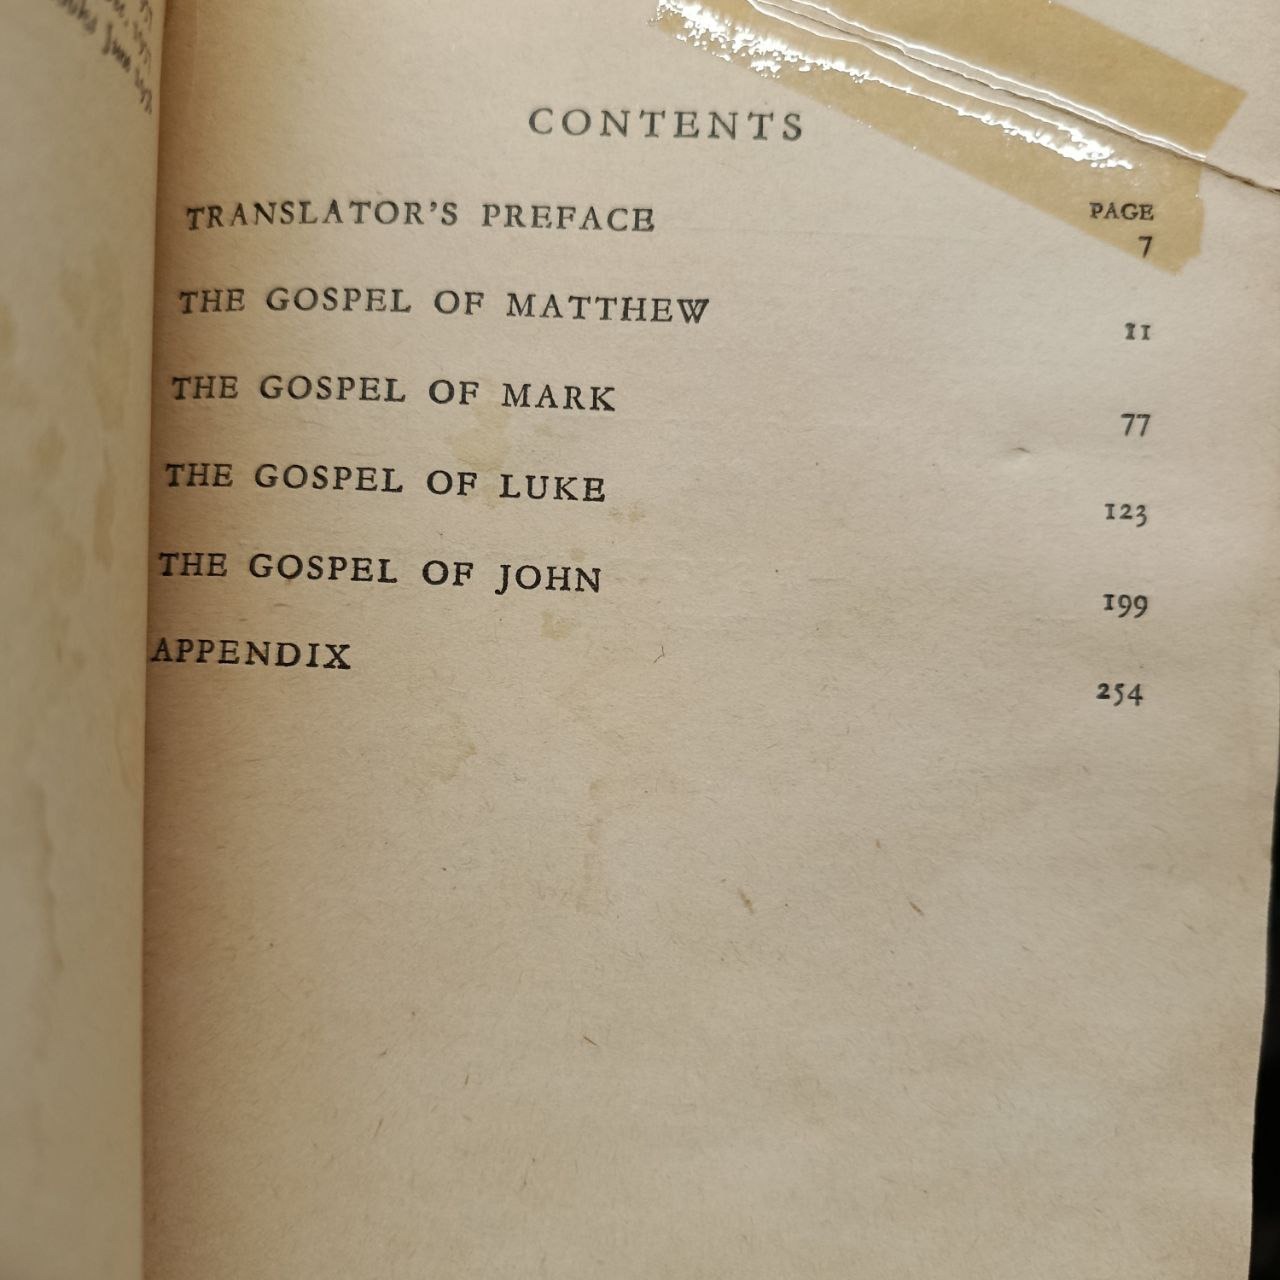 CONTENTS
PAGE
TRANSLATOR'S PREFACE 7
THE GOSPEL OF MATTHEW 11
THE GOSPEL OF MARK 77
THE GOSPEL OF LUKE 123
THE GOSPEL OF JOHN 199
APPENDIX 254